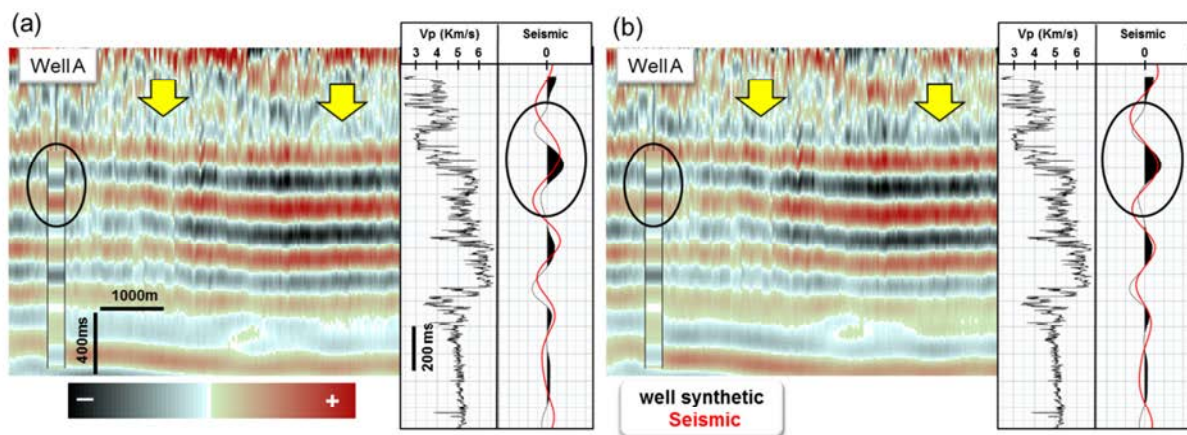 (a)
Well A
Vp (Km/s)
3 4 5 6
Seismic
0
1000m
400ms
200 ms
− +
(b)
Well A
Vp (Km/s)
3 4 5 6
Seismic
0
well synthetic
Seismic